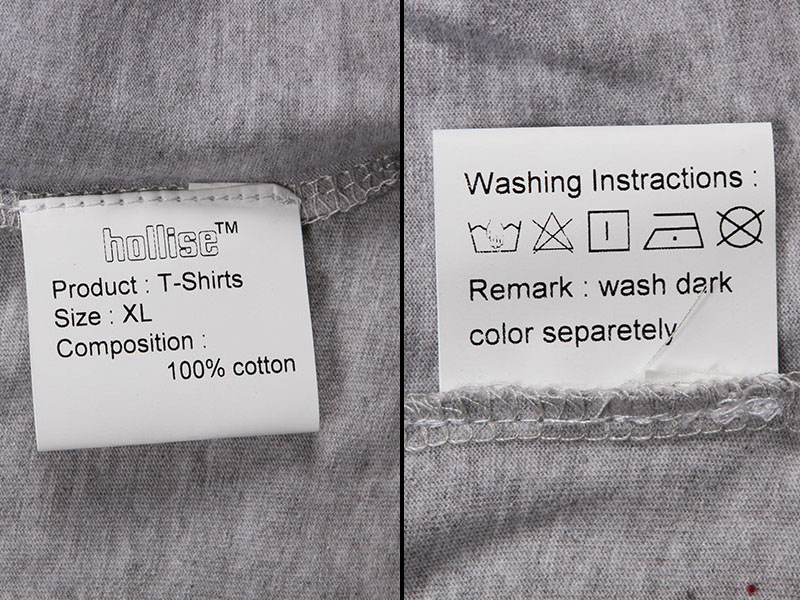 hollise™
Product : T-Shirts
Size : XL
Composition :
100% cotton
Washing Instractions :
Remark : wash dark
color separetely